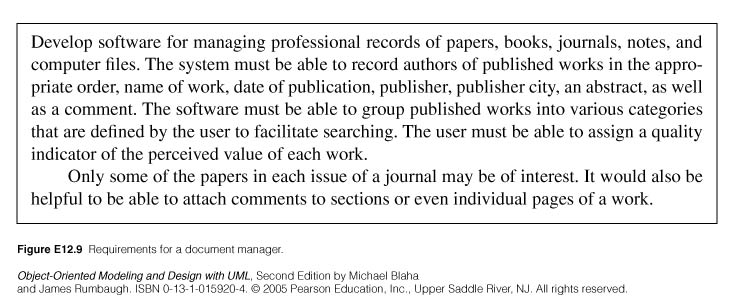 Develop software for managing professional records of papers, books, journals, notes, and
computer files. The system must be able to record authors of published works in the appro-
priate order, name of work, date of publication, publisher, publisher city, an abstract, as well
as a comment. The software must be able to group published works into various categories
that are defined by the user to facilitate searching. The user must be able to assign a quality
indicator of the perceived value of each work.
Only some of the papers in each issue of a journal may be of interest. It would also be
helpful to be able to attach comments to sections or even individual pages of a work.
Figure E12.9 Requirements for a document manager.
Object-Oriented Modeling and Design with UML, Second Edition by Michael Blaha
and James Rumbaugh. ISBN 0-13-1-015920-4. © 2005 Pearson Education, Inc., Upper Saddle River, NJ. All rights reserved.